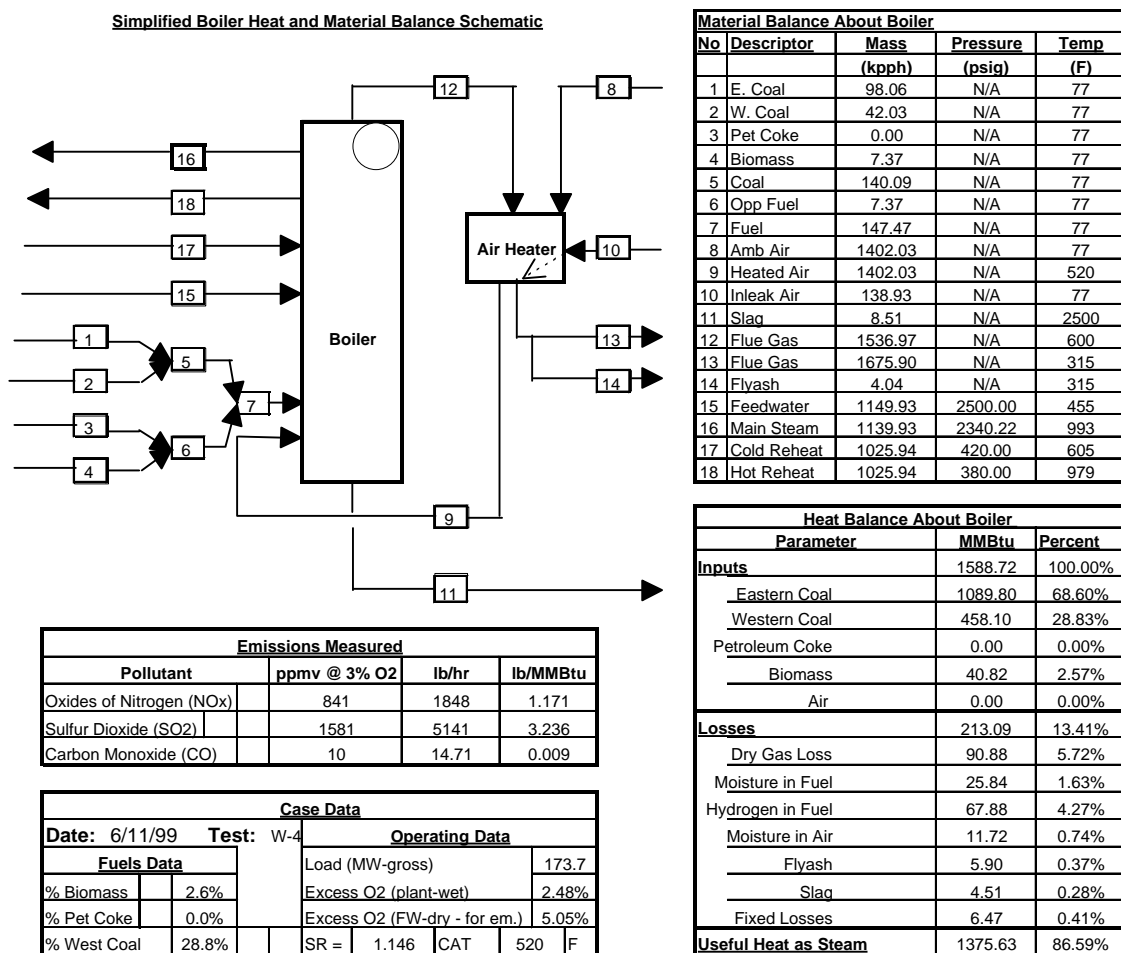 Simplified Boiler Heat and Material Balance Schematic
12
8
16
18
17
Air Heater
10
15
Boiler
1
5
13
2
14
7
3
6
4
9
11
Material Balance About Boiler
No Descriptor Mass Pressure Temp
(kpph) (psig) (F)
1 E. Coal 98.06 N/A 77
2 W. Coal 42.03 N/A 77
3 Pet Coke 0.00 N/A 77
4 Biomass 7.37 N/A 77
5 Coal 140.09 N/A 77
6 Opp Fuel 7.37 N/A 77
7 Fuel 147.47 N/A 77
8 Amb Air 1402.03 N/A 77
9 Heated Air 1402.03 N/A 520
10 Inleak Air 138.93 N/A 77
11 Slag 8.51 N/A 2500
12 Flue Gas 1536.97 N/A 600
13 Flue Gas 1675.90 N/A 315
14 Flyash 4.04 N/A 315
15 Feedwater 1149.93 2500.00 455
16 Main Steam 1139.93 2340.22 993
17 Cold Reheat 1025.94 420.00 605
18 Hot Reheat 1025.94 380.00 979
Heat Balance About Boiler
Parameter MMBtu Percent
Inputs 1588.72 100.00%
Eastern Coal 1089.80 68.60%
Western Coal 458.10 28.83%
Petroleum Coke 0.00 0.00%
Biomass 40.82 2.57%
Air 0.00 0.00%
Losses 213.09 13.41%
Dry Gas Loss 90.88 5.72%
Moisture in Fuel 25.84 1.63%
Hydrogen in Fuel 67.88 4.27%
Moisture in Air 11.72 0.74%
Flyash 5.90 0.37%
Slag 4.51 0.28%
Fixed Losses 6.47 0.41%
Useful Heat as Steam 1375.63 86.59%
Emissions Measured
Pollutant ppmv @ 3% O2 lb/hr lb/MMBtu
Oxides of Nitrogen (NOx) 841 1848 1.171
Sulfur Dioxide (SO2) 1581 5141 3.236
Carbon Monoxide (CO) 10 14.71 0.009
Case Data
Date: 6/11/99 Test: W-4 Operating Data
Fuels Data Load (MW-gross) 173.7
% Biomass 2.6% Excess O2 (plant-wet) 2.48%
% Pet Coke 0.0% Excess O2 (FW-dry - for em.) 5.05%
% West Coal 28.8% SR = 1.146 CAT 520 F